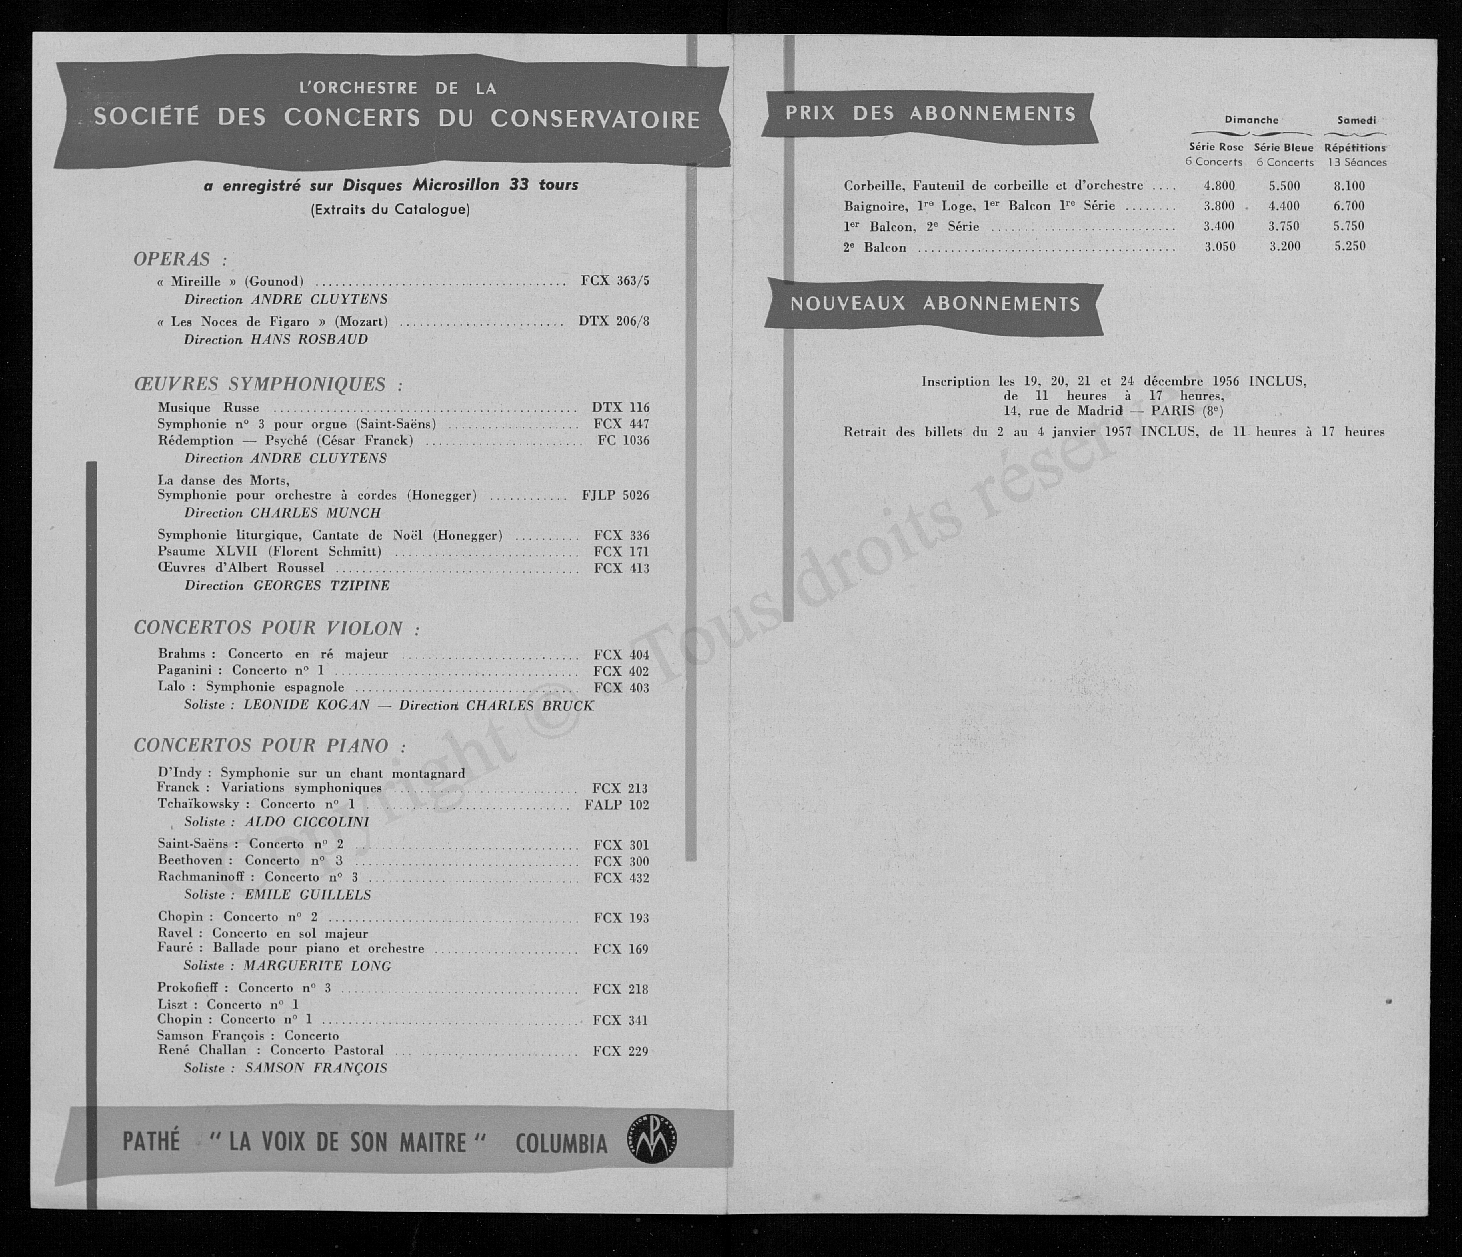 L'ORCHESTRE DE LA
SOCIÉTÉ DES CONCERTS DU CONSERVATOIRE
a enregistré sur Disques Microsillon 33 tours
(Extraits du Catalogue)
OPERAS :
« Mireille » (Gounod) .......... FCX 363/5
Direction ANDRE CLUYTENS
« Les Noces de Figaro » (Mozart) .......... DTX 206/8
Direction HANS ROSBAUD
ŒUVRES SYMPHONIQUES :
Musique Russe .......... DTX 116
Symphonie nº 3 pour orgue (Saint-Saëns) .......... FCX 447
Rédemption — Psyché (César Franck) .......... FC 1036
Direction ANDRE CLUYTENS
La danse des Morts,
Symphonie pour orchestre à cordes (Honegger) .......... FJLP 5026
Direction CHARLES MUNCH
Symphonie liturgique, Cantate de Noël (Honegger) .......... FCX 336
Psaume XLVII (Florent Schmitt) .......... FCX 171
Œuvres d'Albert Roussel .......... FCX 413
Direction GEORGES TZIPINE
CONCERTOS POUR VIOLON :
Brahms : Concerto en ré majeur .......... FCX 404
Paganini : Concerto nº 1 .......... FCX 402
Lalo : Symphonie espagnole .......... FCX 403
Soliste : LEONIDE KOGAN — Direction CHARLES BRUCK
CONCERTOS POUR PIANO :
D'Indy : Symphonie sur un chant montagnard
Franck : Variations symphoniques .......... FCX 213
Tchaïkowsky : Concerto nº 1 .......... FALP 102
Soliste : ALDO CICCOLINI
Saint-Saëns : Concerto nº 2 .......... FCX 301
Beethoven : Concerto nº 3 .......... FCX 300
Rachmaninoff : Concerto nº 3 .......... FCX 432
Soliste : EMILE GUILLELS
Chopin : Concerto nº 2 .......... FCX 193
Ravel : Concerto en sol majeur
Fauré : Ballade pour piano et orchestre .......... FCX 169
Soliste : MARGUERITE LONG
Prokofieff : Concerto nº 3 .......... FCX 218
Liszt : Concerto nº 1
Chopin : Concerto nº 1 .......... FCX 341
Samson François : Concerto
René Challan : Concerto Pastoral .......... FCX 229
Soliste : SAMSON FRANÇOIS
PATHÉ "LA VOIX DE SON MAITRE" COLUMBIA
PRIX DES ABONNEMENTS
Dimanche Samedi
Série Rose Série Bleue Répétitions
6 Concerts 6 Concerts 13 Séances
Corbeille, Fauteuil de corbeille et d'orchestre .... 4.800 5.500 8.100
Baignoire, 1re Loge, 1er Balcon 1re Série ........ 3.800 4.400 6.700
1er Balcon, 2e Série .......... 3.400 3.750 5.750
2e Balcon .......... 3.050 3.200 5.250
NOUVEAUX ABONNEMENTS
Inscription les 19, 20, 21 et 24 décembre 1956 INCLUS,
de 11 heures à 17 heures,
14, rue de Madrid — PARIS (8e)
Retrait des billets du 2 au 4 janvier 1957 INCLUS, de 11 heures à 17 heures
Copyright © - Tous droits réservés.